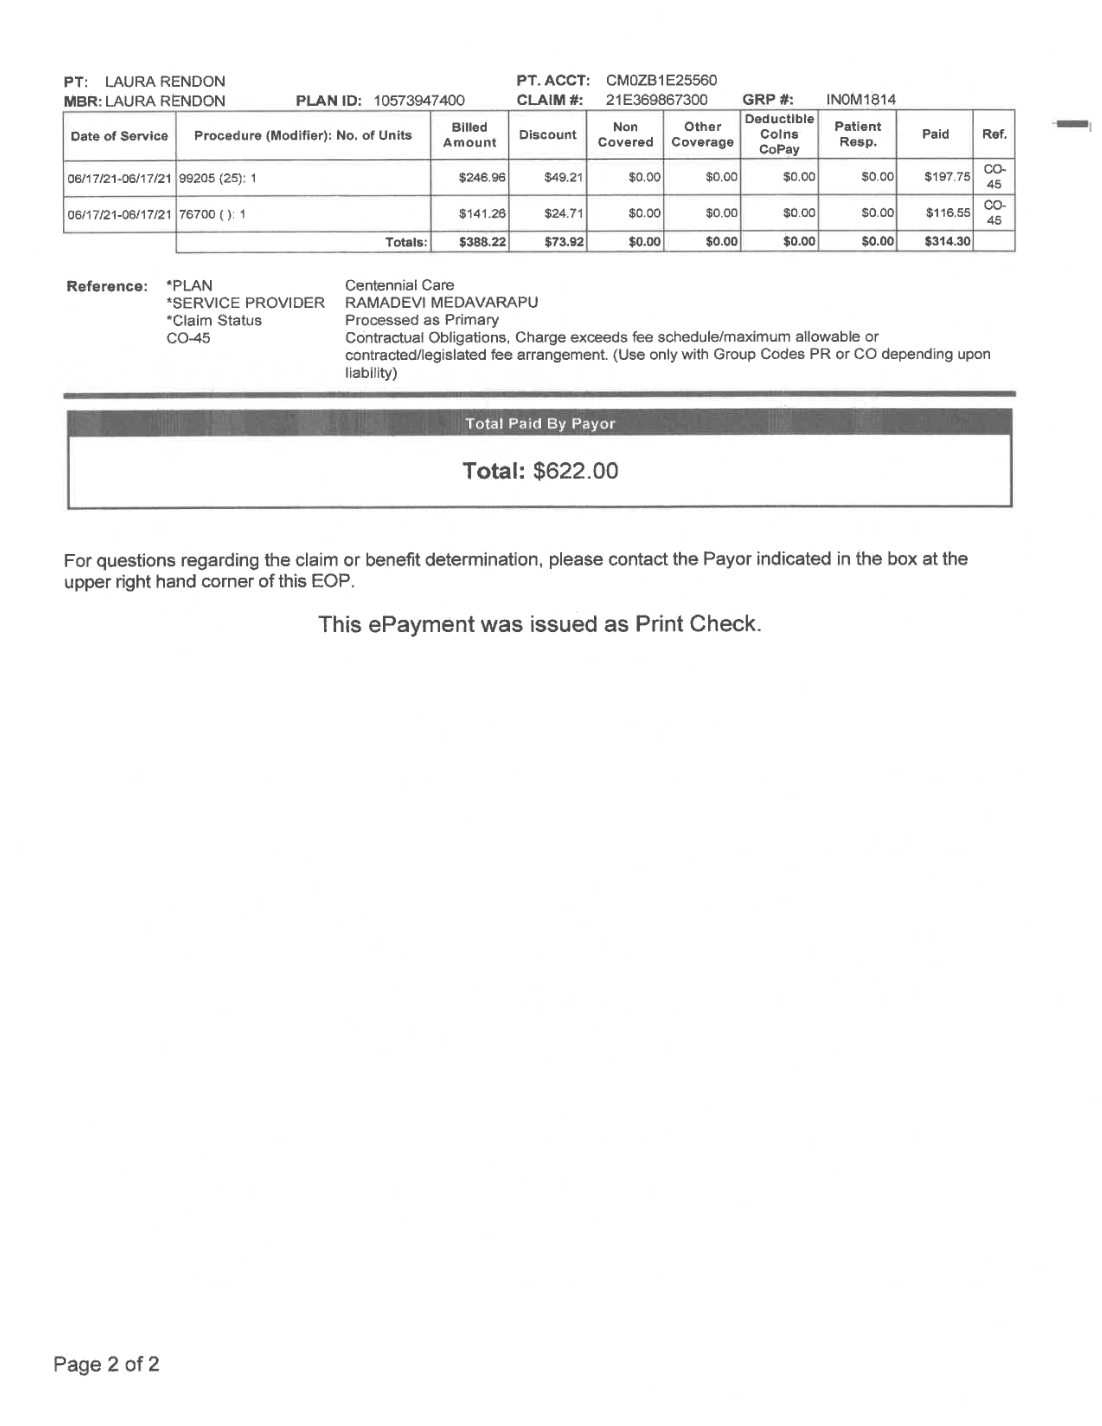 PT: LAURA RENDON PT. ACCT: CM0ZB1E25560
MBR: LAURA RENDON PLAN ID: 10573947400 CLAIM #: 21E369867300 GRP #: IN0M1814
Date of Service Procedure (Modifier): No. of Units Billed Amount Discount Non Covered Other Coverage Deductible CoIns CoPay Patient Resp. Paid Ref.
06/17/21-06/17/21 99205 (25): 1 $246.96 $49.21 $0.00 $0.00 $0.00 $0.00 $197.75 CO-45
06/17/21-06/17/21 76700 ( ): 1 $141.26 $24.71 $0.00 $0.00 $0.00 $0.00 $116.55 CO-45
Totals: $388.22 $73.92 $0.00 $0.00 $0.00 $0.00 $314.30
Reference: *PLAN Centennial Care
*SERVICE PROVIDER RAMADEVI MEDAVARAPU
*Claim Status Processed as Primary
CO-45 Contractual Obligations, Charge exceeds fee schedule/maximum allowable or
contracted/legislated fee arrangement. (Use only with Group Codes PR or CO depending upon
liability)
Total Paid By Payor
Total: $622.00
For questions regarding the claim or benefit determination, please contact the Payor indicated in the box at the
upper right hand corner of this EOP.
This ePayment was issued as Print Check.
Page 2 of 2